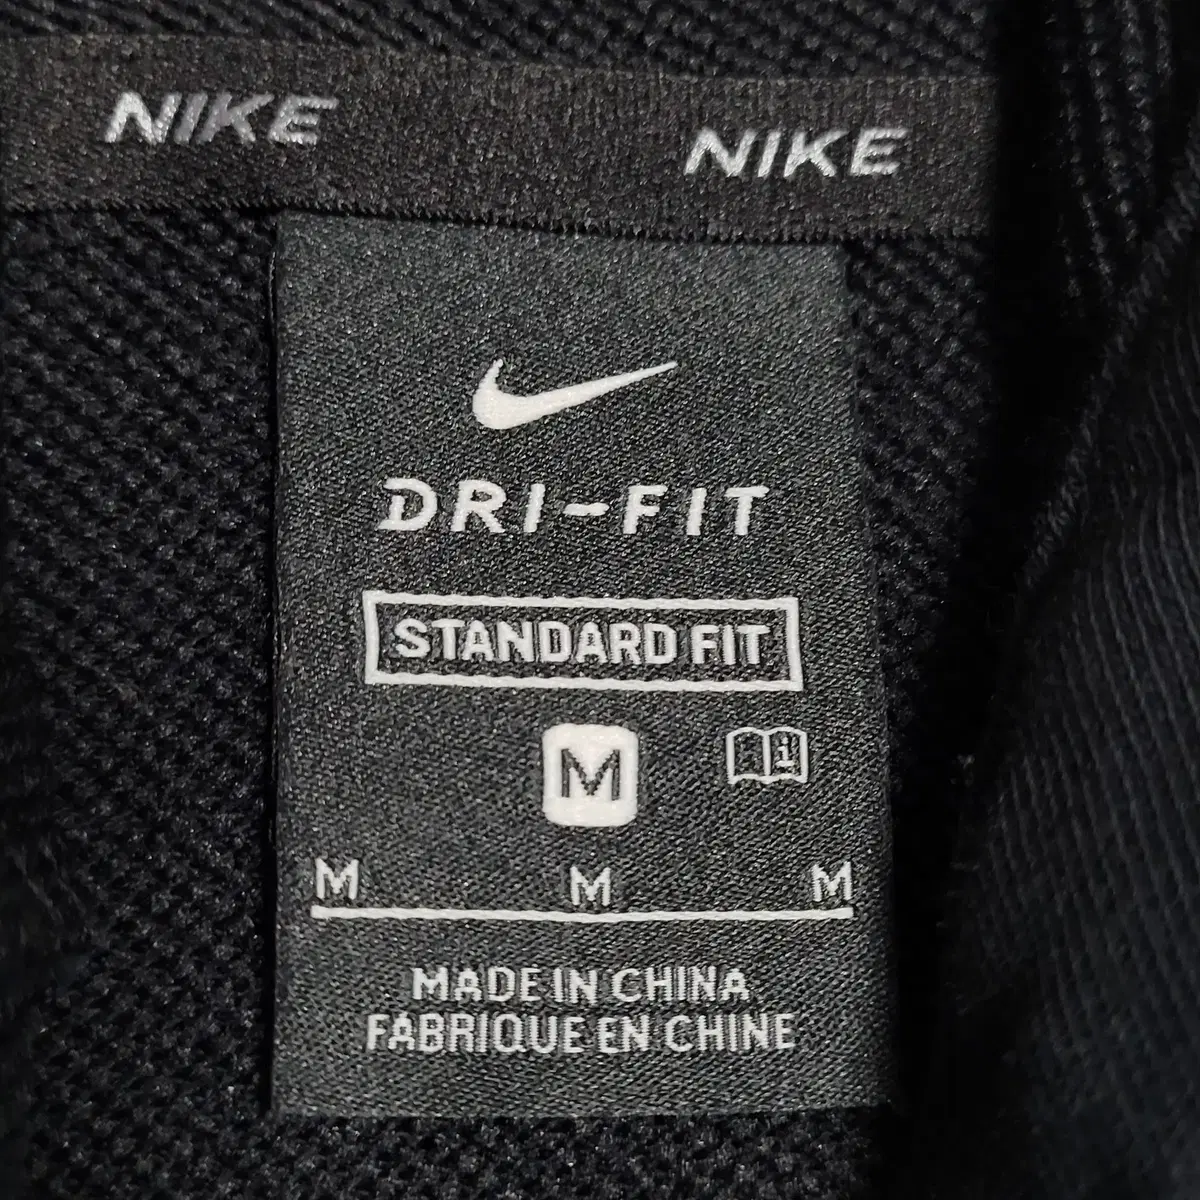 NIKE NIKE
DRI-FIT
STANDARD FIT
M
M M M
MADE IN CHINA
FABRIQUE EN CHINE